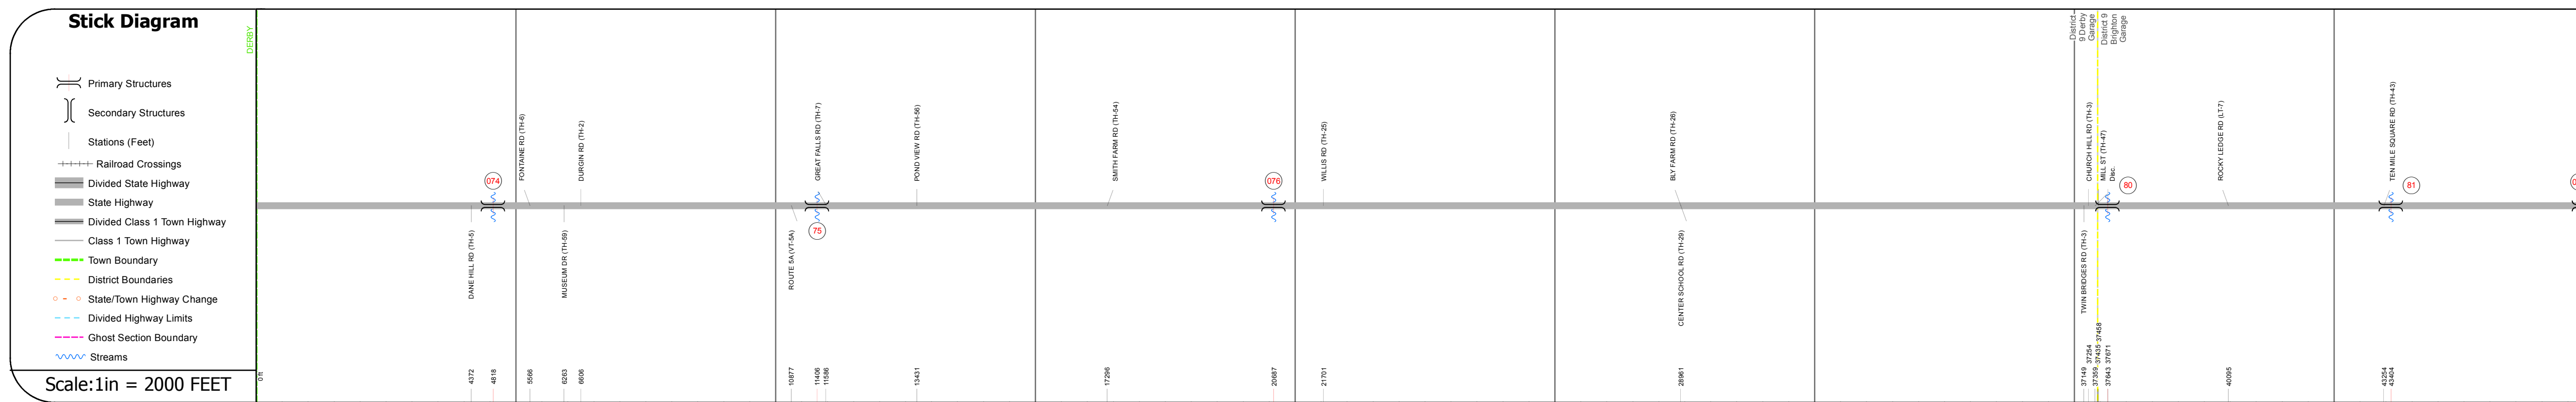 Stick Diagram
Primary Structures
Secondary Structures
Stations (Feet)
Railroad Crossings
Divided State Highway
State Highway
Divided Class 1 Town Highway
Class 1 Town Highway
Town Boundary
District Boundaries
State/Town Highway Change
Divided Highway Limits
Ghost Section Boundary
Streams
Scale:1in = 2000 FEET
DERBY
District
9 Derby
Garage
District 9
Brighton
Garage
FONTAINE RD (TH-6)
DURGIN RD (TH-2)
GREAT FALLS RD (TH-7)
POND VIEW RD (TH-56)
SMITH FARM RD (TH-54)
WILLIS RD (TH-25)
BLY FARM RD (TH-26)
CHURCH HILL RD (TH-3)
MILL ST (TH-47)
Disc.
ROCKY LEDGE RD (LT-7)
TEN MILE SQUARE RD (TH-43)
074
75
076
80
81
DANE HILL RD (TH-5)
MUSEUM DR (TH-59)
ROUTE 5A (VT-5A)
CENTER SCHOOL RD (TH-29)
TWIN BRIDGES RD (TH-3)
0 ft
4372
4818
5566
6263
6606
10877
11406
11586
13431
17296
20687
21701
28961
37149
37254
37359
37435
37458
37643
37671
40095
43254
43404